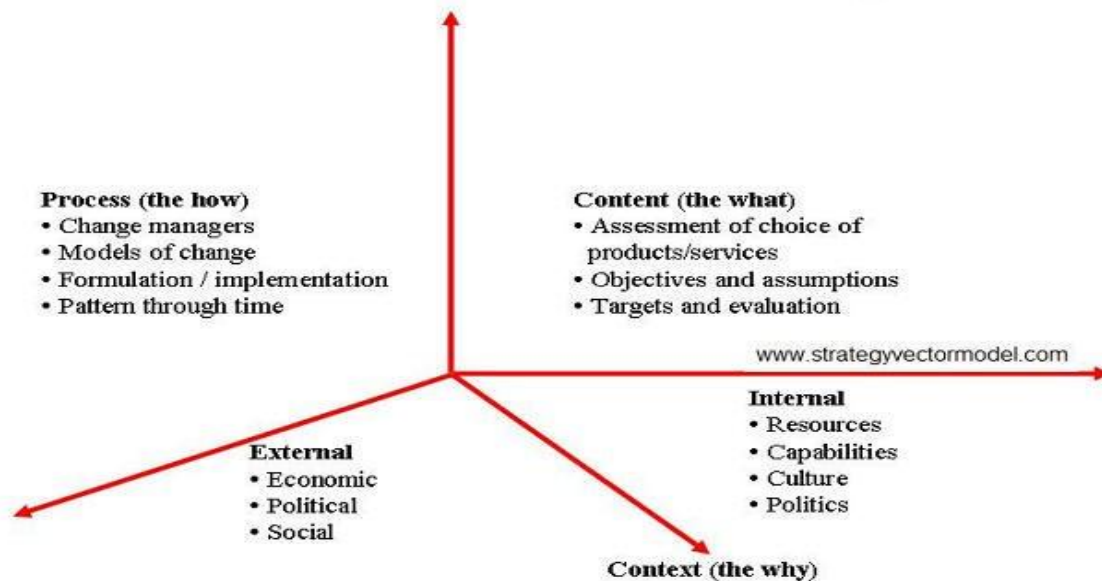 Process (the how)
• Change managers
• Models of change
• Formulation / implementation
• Pattern through time
Content (the what)
• Assessment of choice of
products/services
• Objectives and assumptions
• Targets and evaluation
www.strategyvectormodel.com
Internal
• Resources
• Capabilities
• Culture
• Politics
External
• Economic
• Political
• Social
Context (the why)